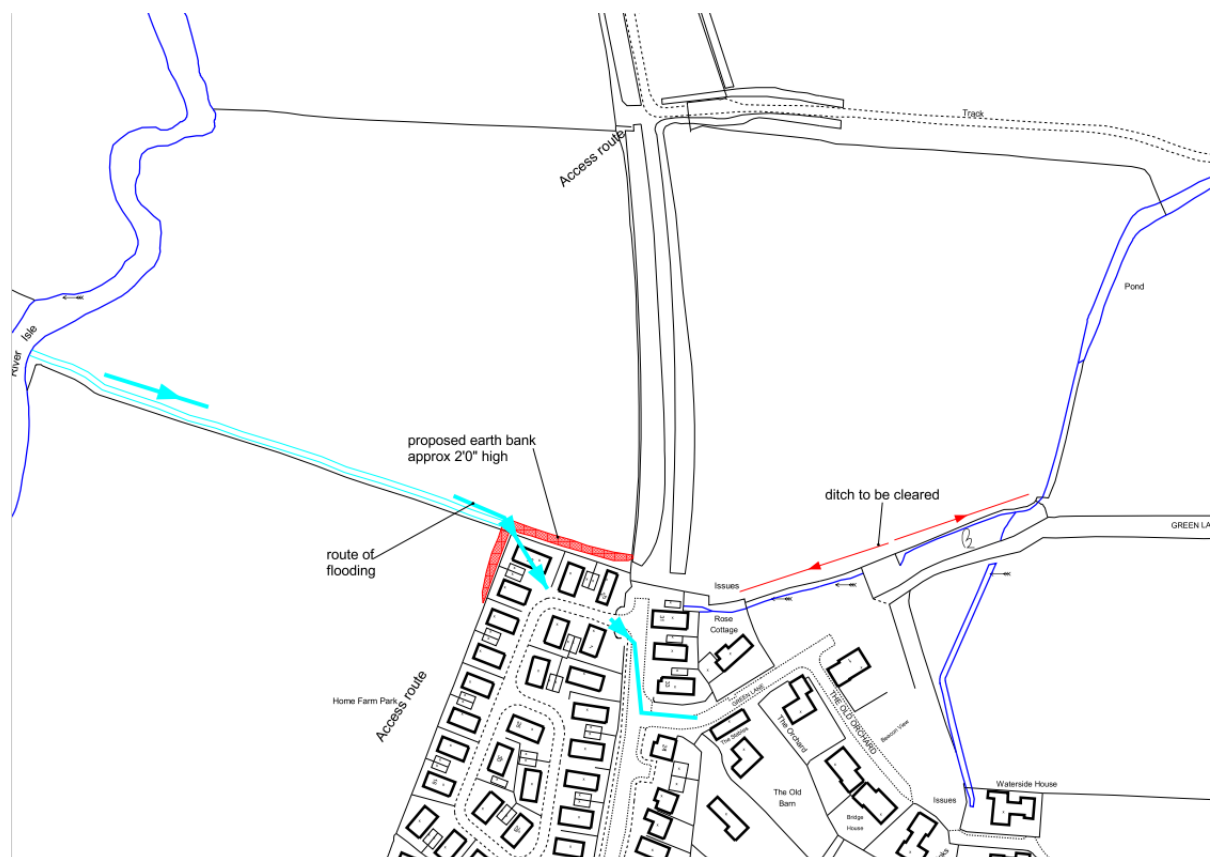 Track
Access route
Pond
River Isle
proposed earth bank
approx 2'0" high
ditch to be cleared
GREEN LA
route of
flooding
Issues
Rose
Cottage
Home Farm Park
Access route
GREEN LANE
THE OLD ORCHARD
The Stables
The Orchard
Beacon View
The Old
Barn
Waterside House
Issues
Bridge
House